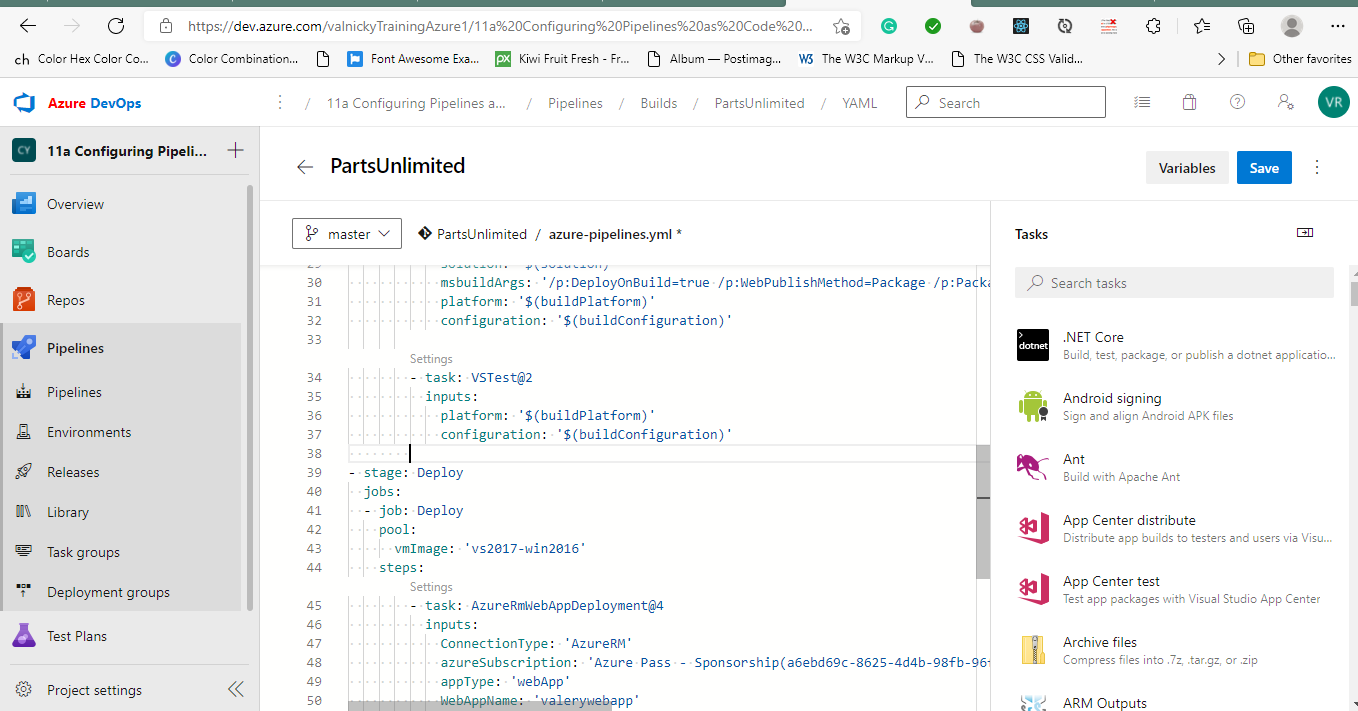 https://dev.azure.com/valnickyTrainingAzure1/11a%20Configuring%20Pipelines%20as%20Code%20...
ch Color Hex Color Co... Color Combination... Font Awesome Exa... px Kiwi Fruit Fresh - Fr... Album — Postimag... W3 The W3C Markup V... The W3C CSS Valid... Other favorites
Azure DevOps / 11a Configuring Pipelines a... / Pipelines / Builds / PartsUnlimited / YAML Search VR
CY 11a Configuring Pipeli...
Overview
Boards
Repos
Pipelines
Pipelines
Environments
Releases
Library
Task groups
Deployment groups
Test Plans
Project settings
PartsUnlimited
Variables Save
master PartsUnlimited / azure-pipelines.yml *
29 solution: '$(solution)'
30 msbuildArgs: '/p:DeployOnBuild=true /p:WebPublishMethod=Package /p:Packa
31 platform: '$(buildPlatform)'
32 configuration: '$(buildConfiguration)'
33
Settings
34 - task: VSTest@2
35 inputs:
36 platform: '$(buildPlatform)'
37 configuration: '$(buildConfiguration)'
38
39 - stage: Deploy
40 jobs:
41 - job: Deploy
42 pool:
43 vmImage: 'vs2017-win2016'
44 steps:
Settings
45 - task: AzureRmWebAppDeployment@4
46 inputs:
47 ConnectionType: 'AzureRM'
48 azureSubscription: 'Azure Pass - Sponsorship(a6ebd69c-8625-4d4b-98fb-96
49 appType: 'webApp'
50 WebAppName: 'valerywebapp'
Tasks
Search tasks
dotnet
.NET Core
Build, test, package, or publish a dotnet applicatio...
Android signing
Sign and align Android APK files
Ant
Build with Apache Ant
App Center distribute
Distribute app builds to testers and users via Visu...
App Center test
Test app packages with Visual Studio App Center
Archive files
Compress files into .7z, .tar.gz, or .zip
ARM Outputs